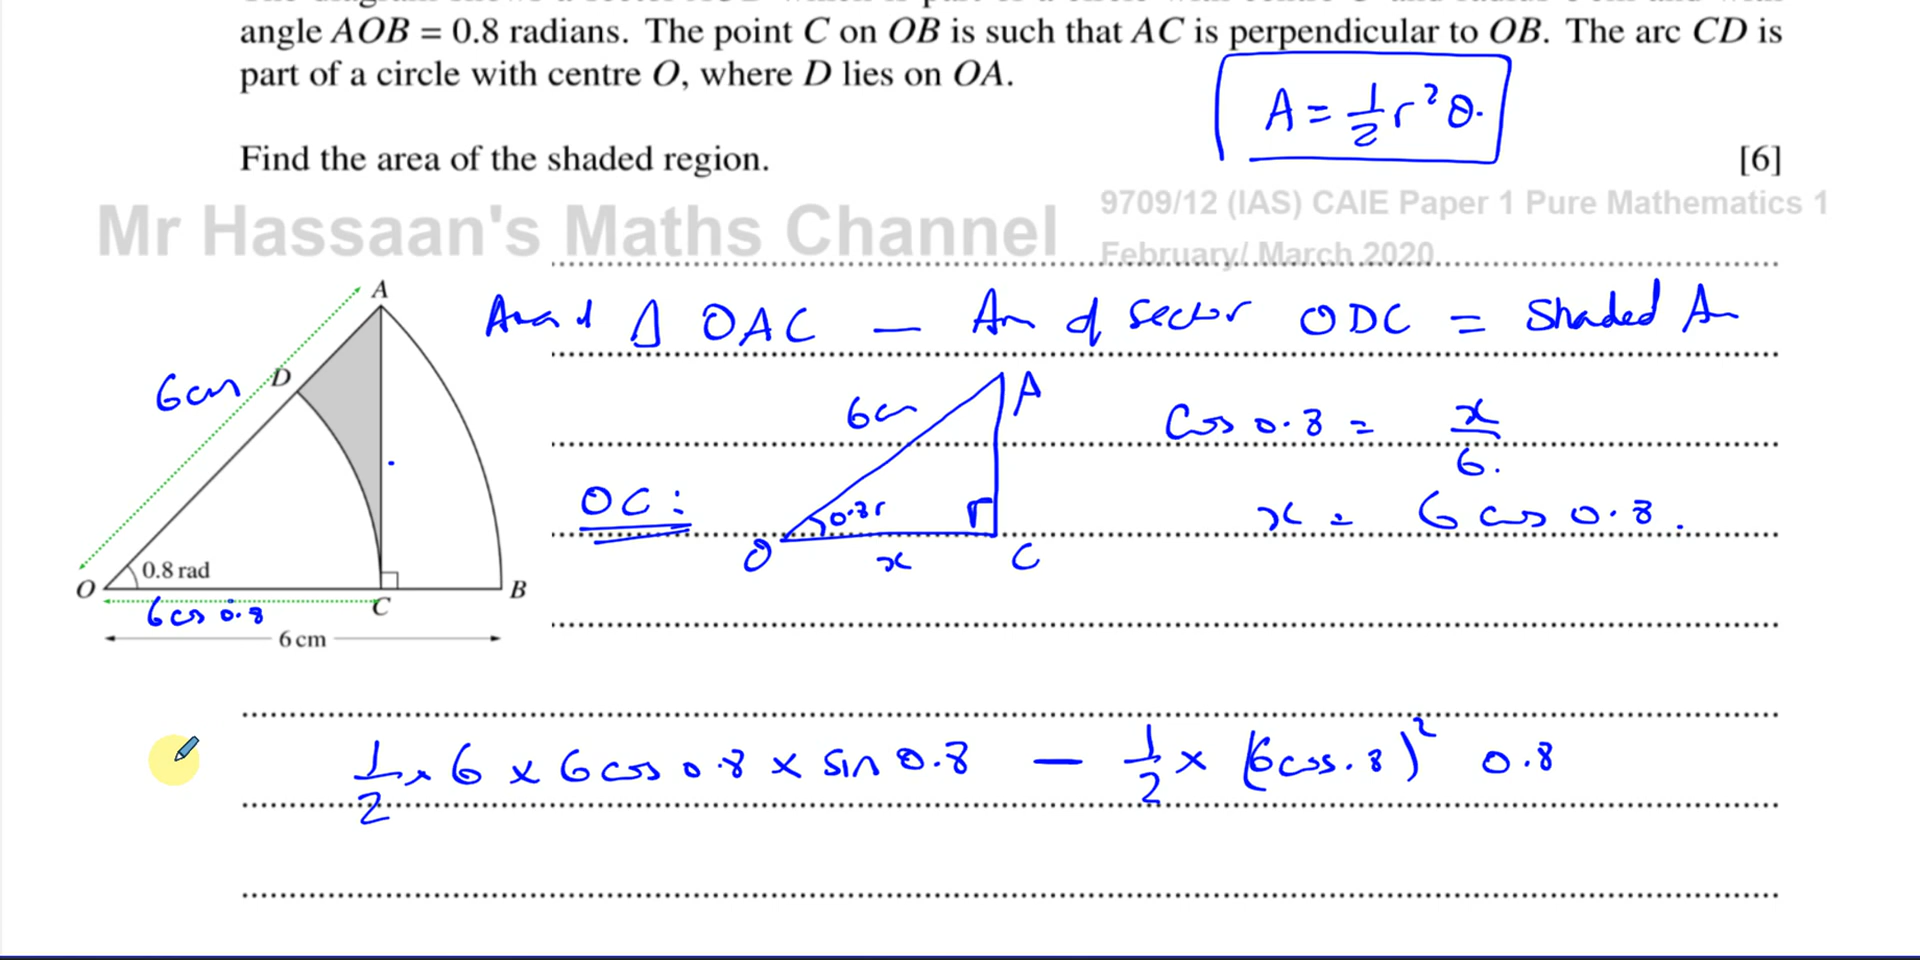 angle AOB = 0.8 radians. The point C on OB is such that AC is perpendicular to OB. The arc CD is
part of a circle with centre O, where D lies on OA.
A = 1/2 r² θ.
Find the area of the shaded region. [6]
Mr Hassaan's Maths Channel
9709/12 (IAS) CAIE Paper 1 Pure Mathematics 1
February/ March 2020
A
D
6cm
O
0.8 rad
B
C
6cos 0.8
6 cm
Δ OAC — of sector ODC = Shaded
OC:
6cm
A
0.8r
O
x
C
Cos 0.8 = x/6.
x = 6 cos 0.8.
1/2 × 6 × 6cos 0.8 × sin 0.8 — 1/2 × (6cos.8)² 0.8